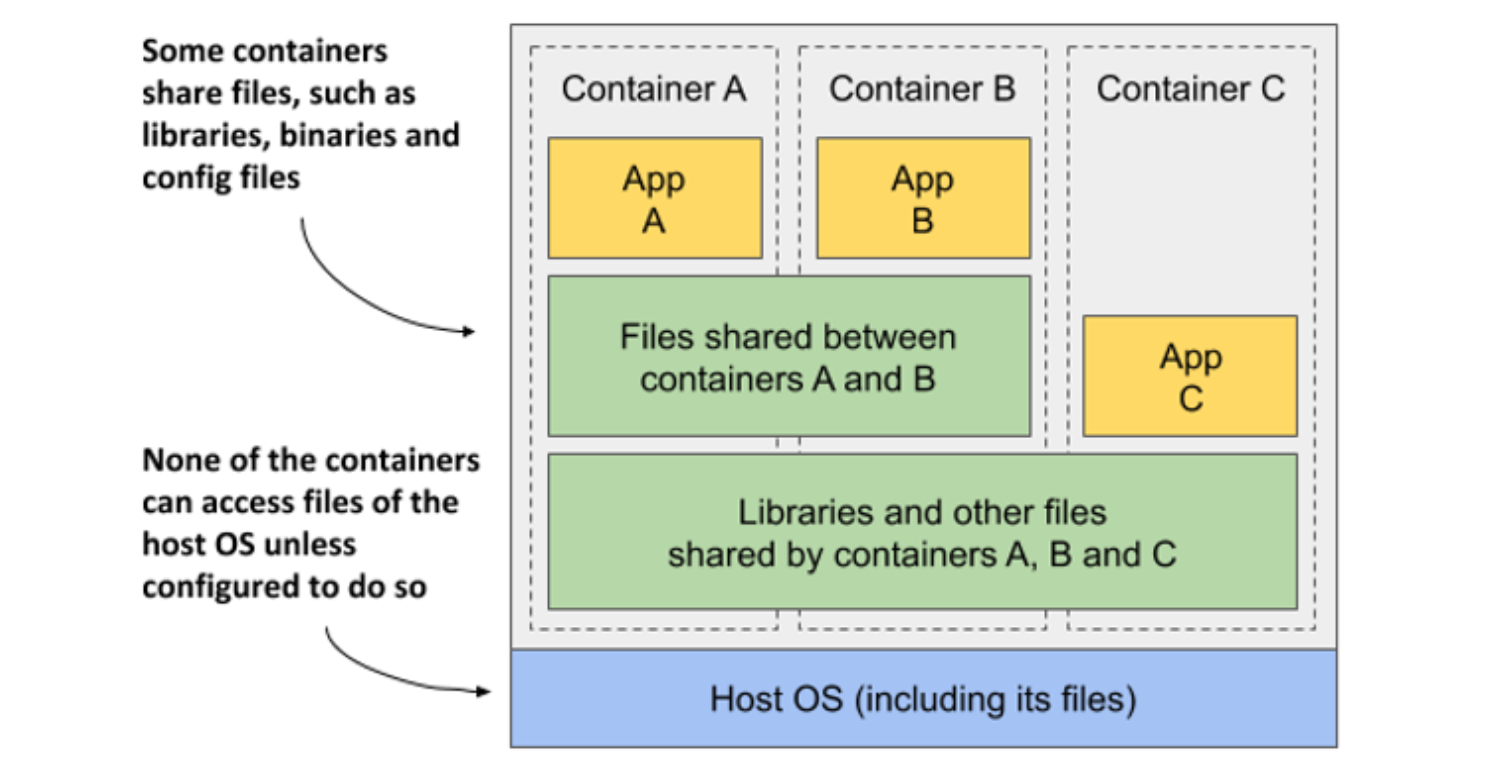 Some containers
share files, such as
libraries, binaries and
config files
None of the containers
can access files of the
host OS unless
configured to do so
Container A
Container B
Container C
App
A
App
B
Files shared between
containers A and B
App
C
Libraries and other files
shared by containers A, B and C
Host OS (including its files)